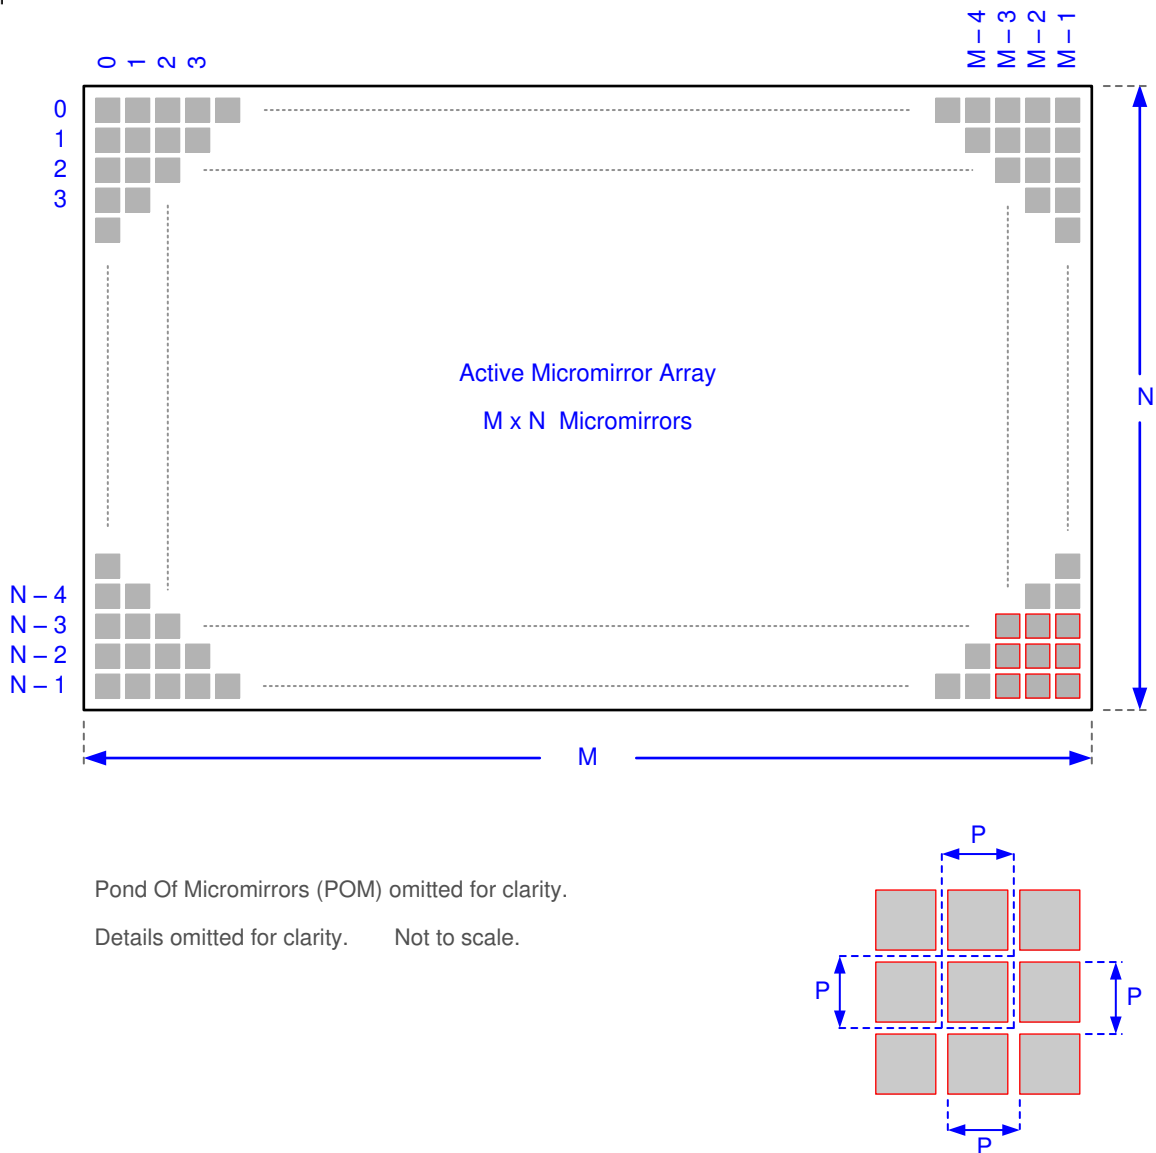 M – 4
M – 3
M – 2
M – 1
0
1
2
3
0
1
2
3
Active Micromirror Array
M x N Micromirrors
N
N – 4
N – 3
N – 2
N – 1
M
P
Pond Of Micromirrors (POM) omitted for clarity.
Details omitted for clarity. Not to scale.
P
P
P